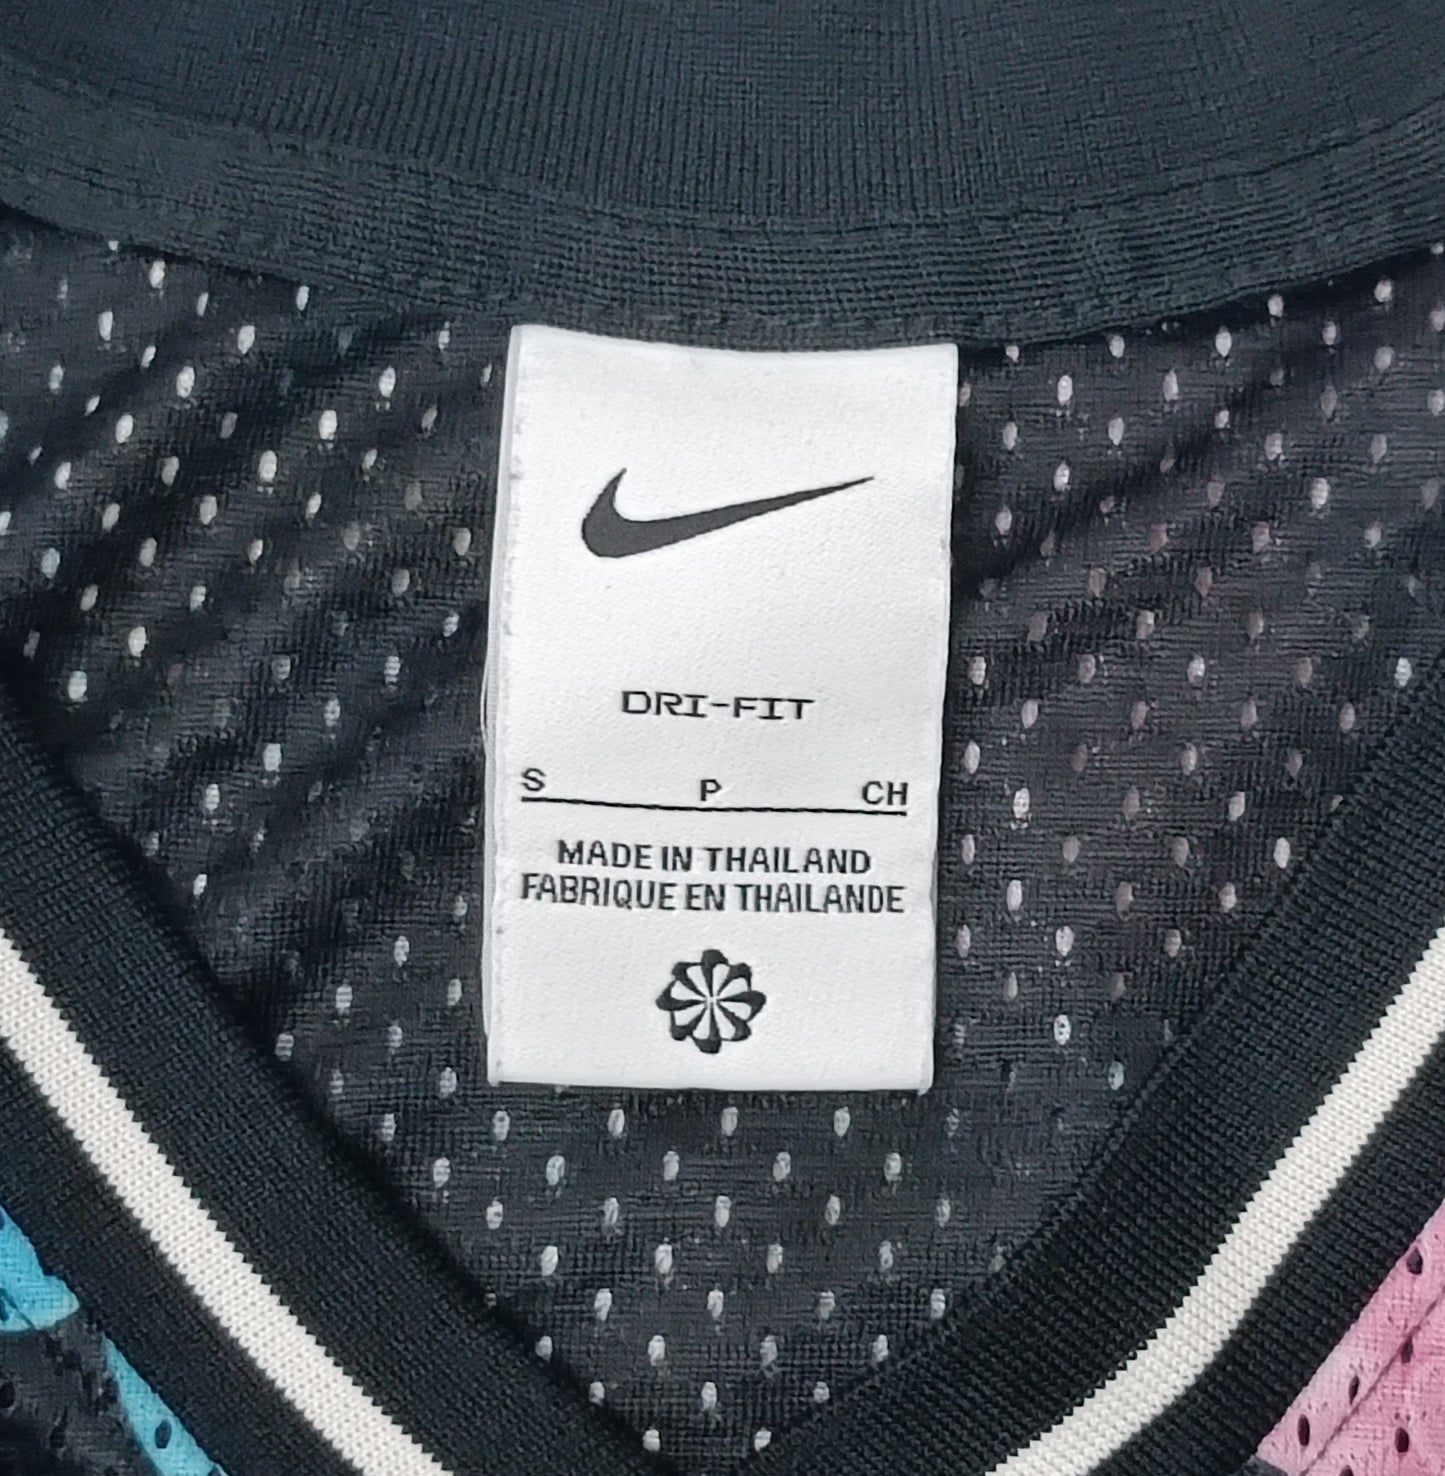 DRI-FIT
S P CH
MADE IN THAILAND
FABRIQUE EN THAILANDE